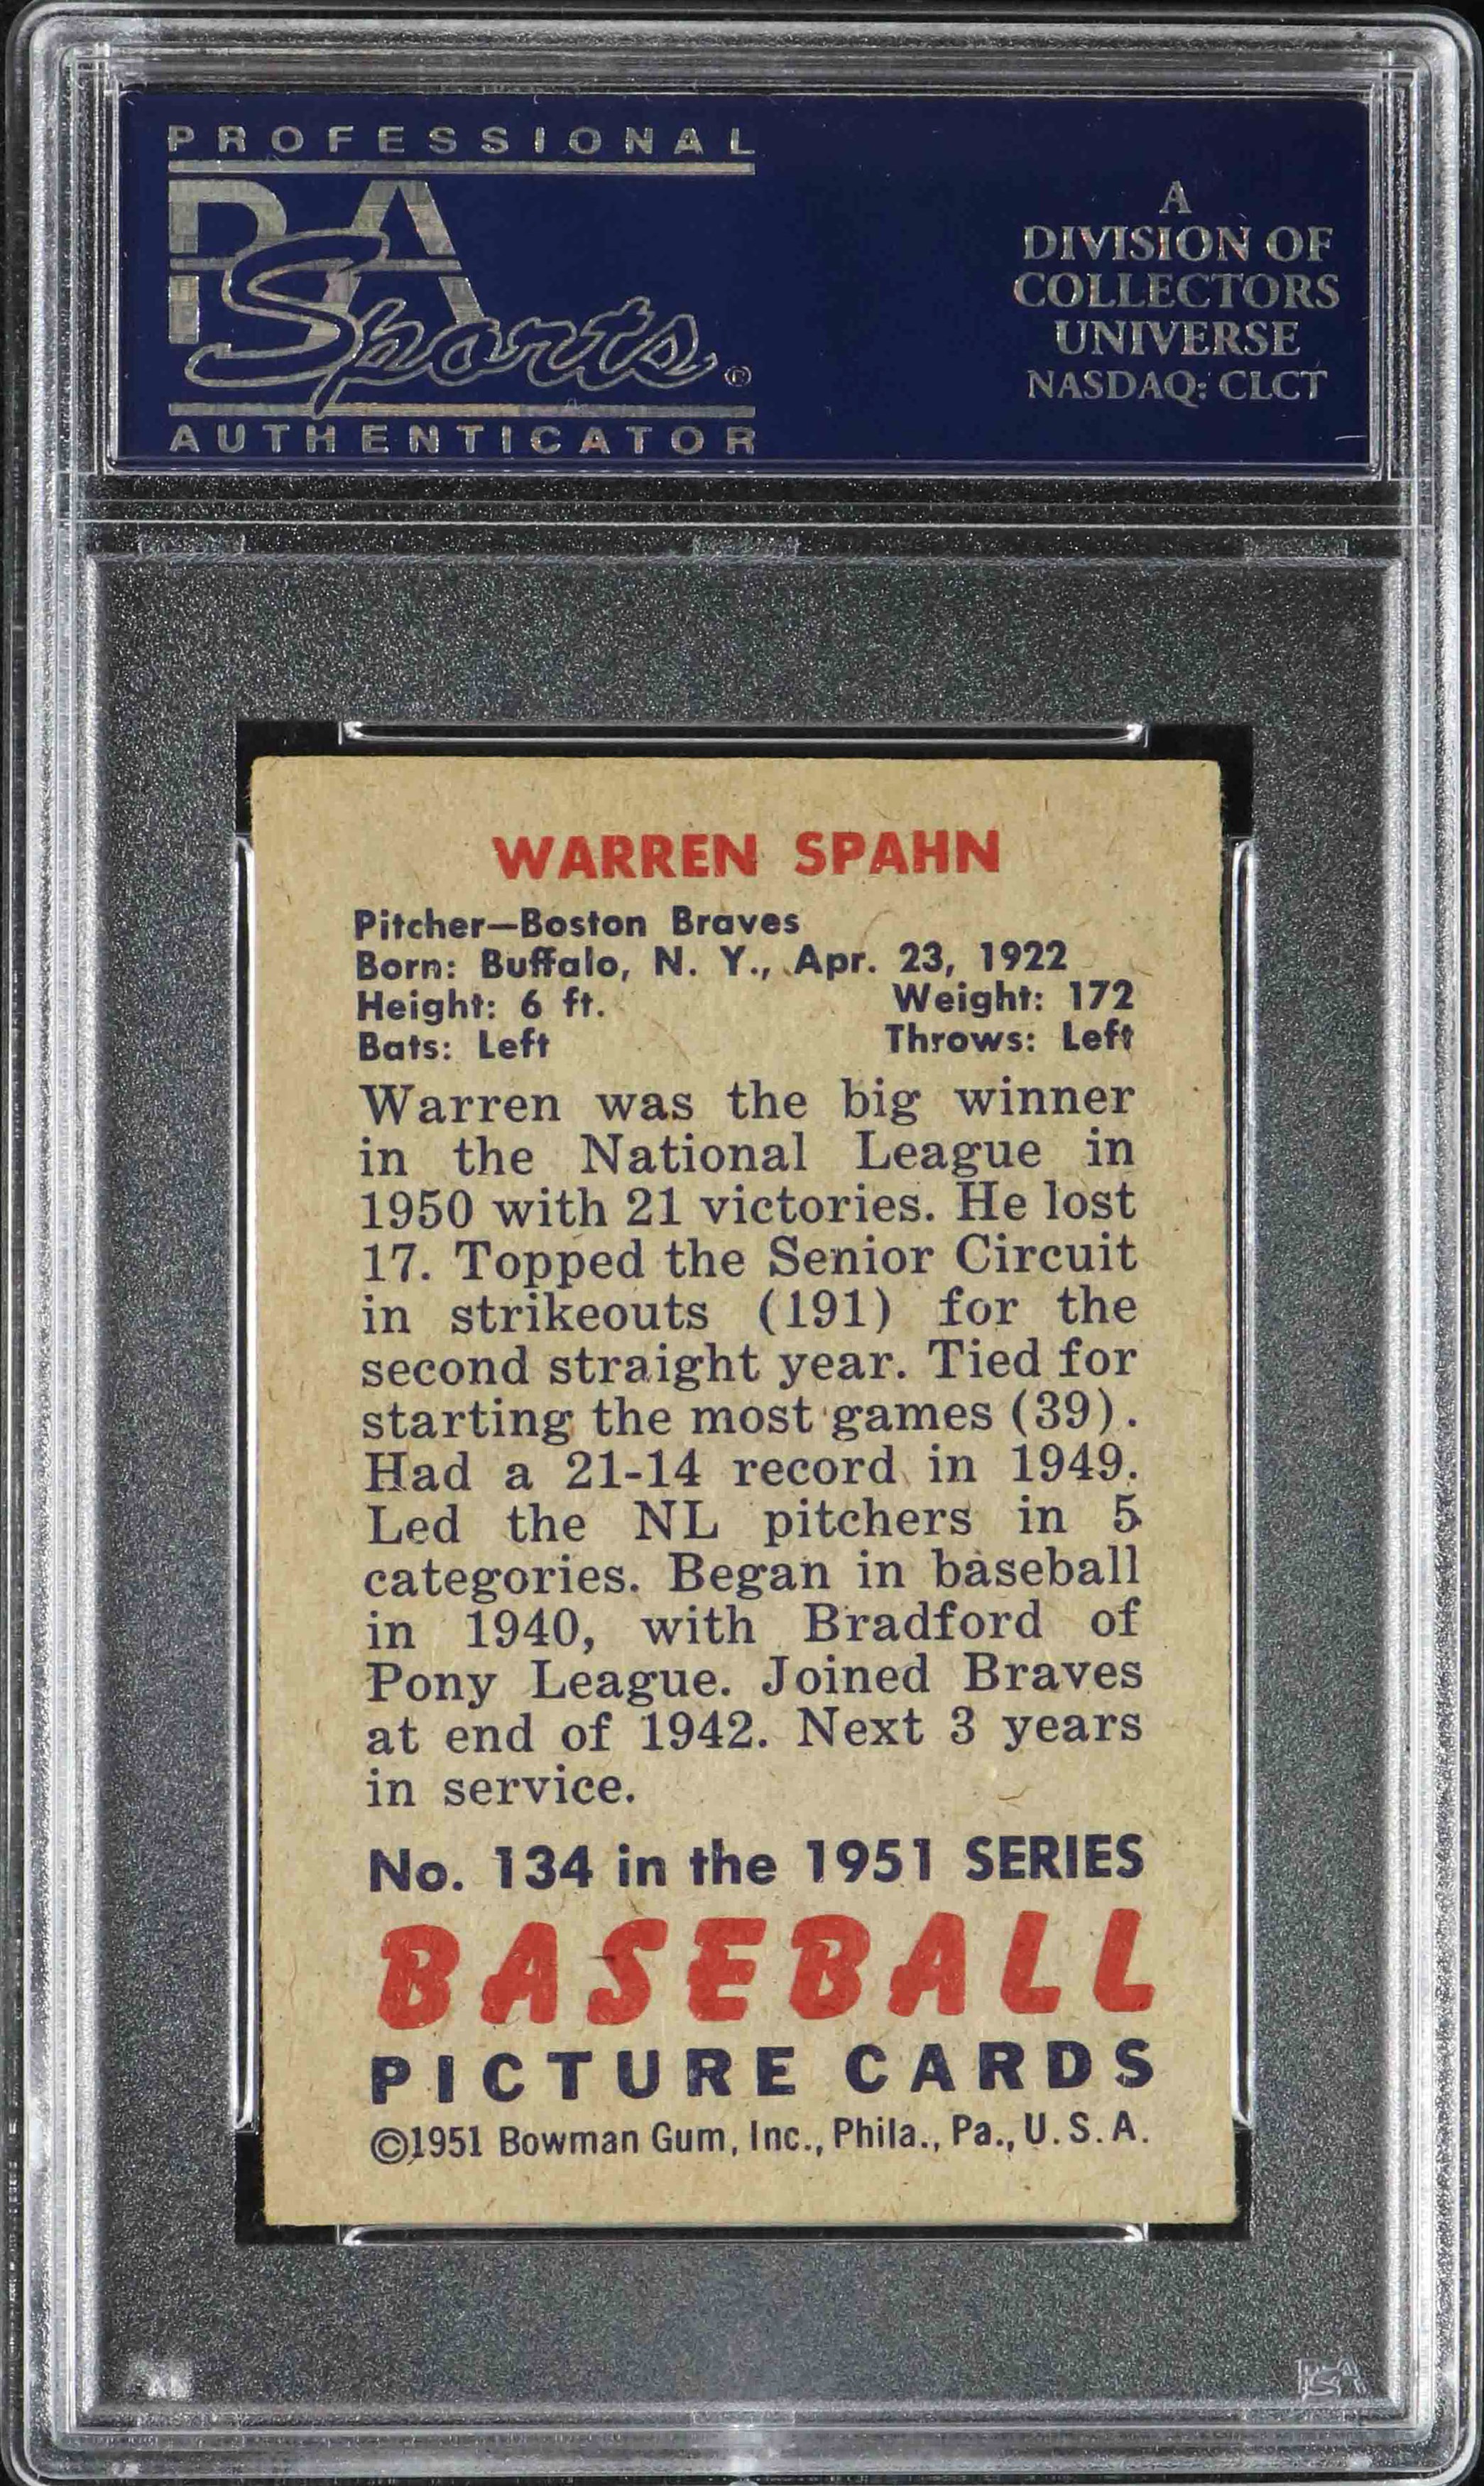 PROFESSIONAL
PSA
Sports®
AUTHENTICATOR
A
DIVISION OF
COLLECTORS
UNIVERSE
NASDAQ: CLCT
WARREN SPAHN
Pitcher—Boston Braves
Born: Buffalo, N. Y., Apr. 23, 1922
Height: 6 ft. Weight: 172
Bats: Left Throws: Left
Warren was the big winner
in the National League in
1950 with 21 victories. He lost
17. Topped the Senior Circuit
in strikeouts (191) for the
second straight year. Tied for
starting the most games (39).
Had a 21-14 record in 1949.
Led the NL pitchers in 5
categories. Began in baseball
in 1940, with Bradford of
Pony League. Joined Braves
at end of 1942. Next 3 years
in service.
No. 134 in the 1951 SERIES
BASEBALL
PICTURE CARDS
©1951 Bowman Gum, Inc., Phila., Pa., U. S. A.
PSA